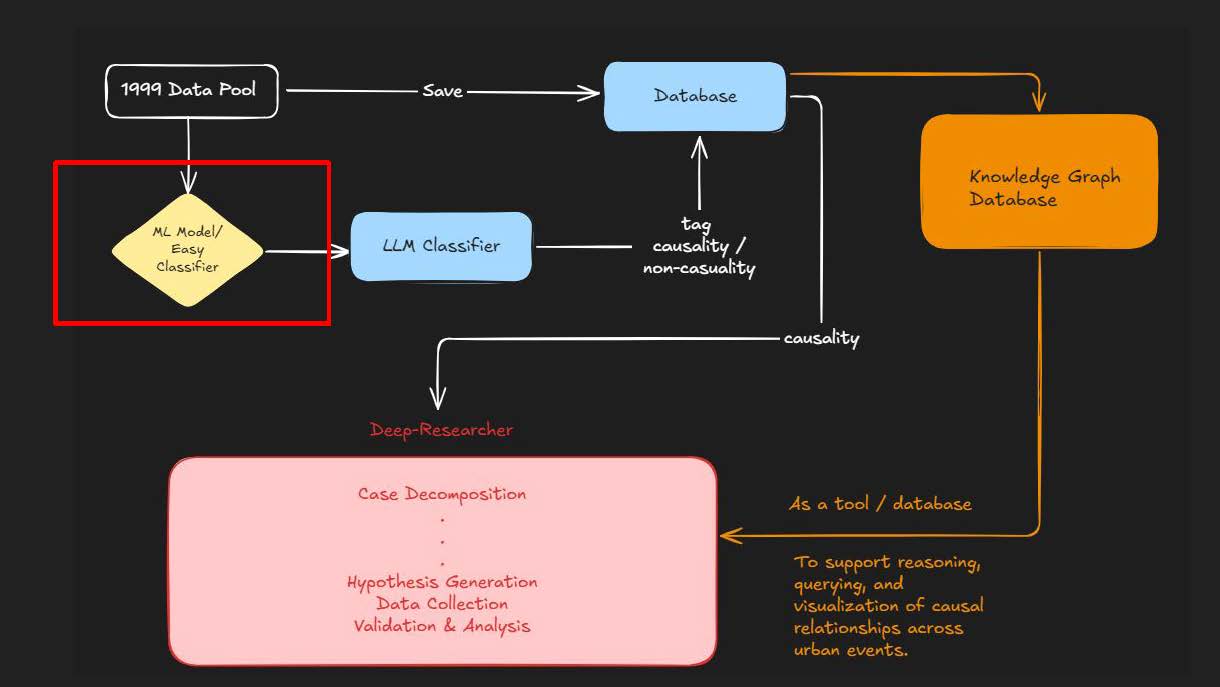 1999 Data Pool
Save
Database
Knowledge Graph
Database
ML Model/
Easy
Classifier
LLM Classifier
tag
causality /
non-casuality
causality
Deep-Researcher
Case Decomposition
.
.
.
Hypothesis Generation
Data Collection
Validation & Analysis
As a tool / database
To support reasoning,
querying, and
visualization of causal
relationships across
urban events.